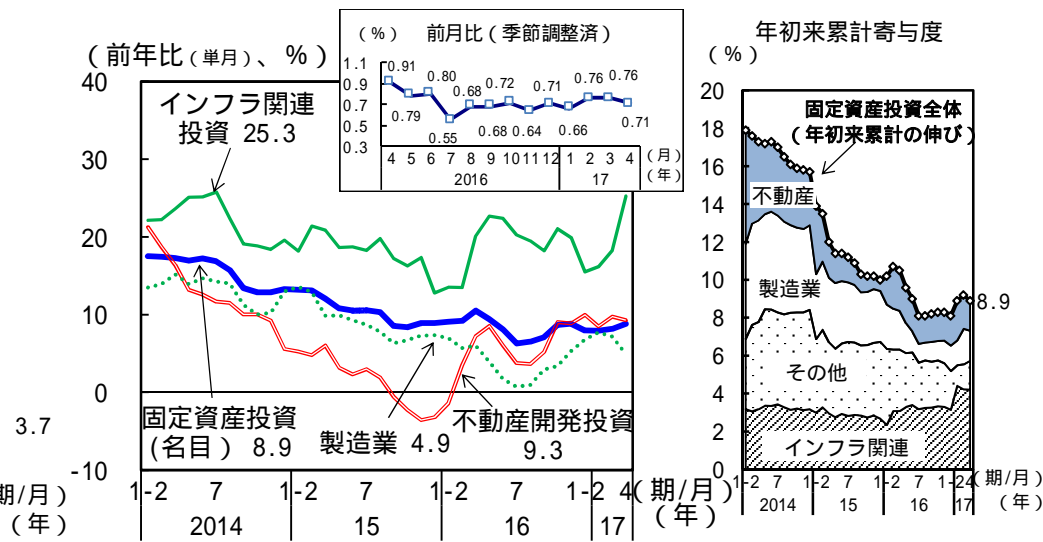 （前年比（単月）、％）
40
30
20
10
0
-10
インフラ関連
投資 25.3
固定資産投資
（名目） 8.9
製造業 4.9
不動産開発投資
9.3
3.7
期/月）
（年）
1-2 7 1-2 7 1-2 7 1-2 4 （期/月）
2014 15 16 17 （年）
（％） 前月比（季節調整済）
1.1
0.9
0.7
0.5
0.3
0.91 0.79 0.80 0.55 0.68 0.68 0.72 0.64 0.71 0.66 0.76 0.76 0.71
4 5 6 7 8 9 10 11 12 1 2 3 4 （月）
2016 17 （年）
年初来累計寄与度
（％）
20
18
16
14
12
10
8
6
4
2
0
固定資産投資全体
（年初来累計の伸び）
不動産
製造業
その他
インフラ関連
8.9
1-2 7 1-2 7 1-2 7 1-2 4 （期/月）
2014 15 16 17 （年）